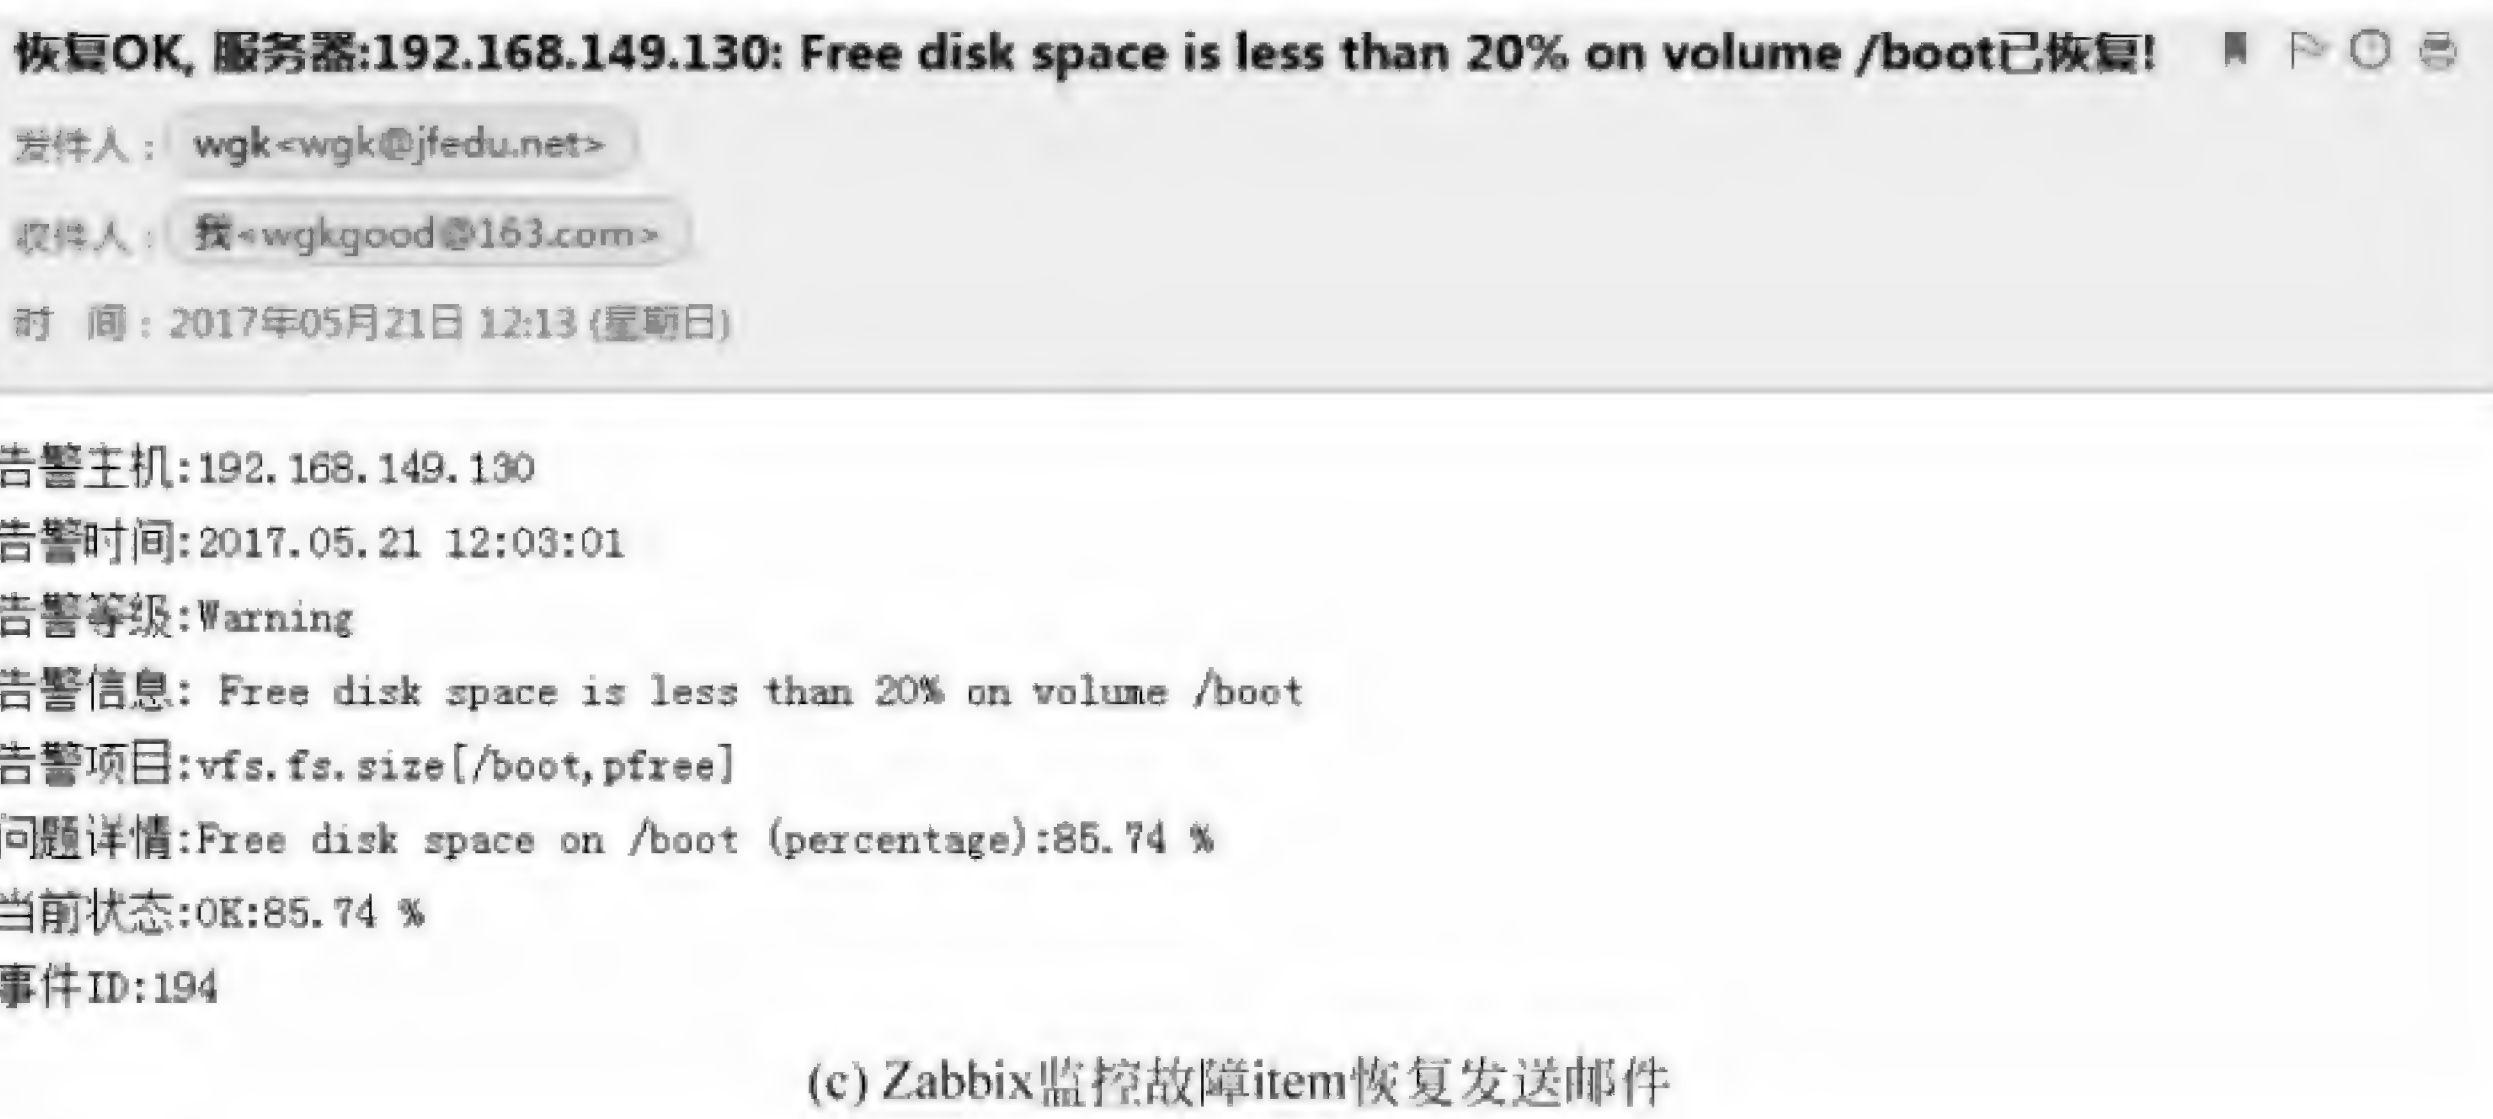 恢复OK, 服务器:192.168.149.130: Free disk space is less than 20% on volume /boot已恢复!
发件人： wgk<wgk@jfedu.net>
收件人： 我<wgkgood@163.com>
时 间：2017年05月21日 12:13 (星期日)
告警主机:192.168.149.130
告警时间:2017.05.21 12:03:01
告警等级:Warning
告警信息: Free disk space is less than 20% on volume /boot
告警项目:vfs.fs.size[/boot,pfree]
问题详情:Free disk space on /boot (percentage):85.74 %
当前状态:OK:85.74 %
事件ID:194
(c) Zabbix监控故障item恢复发送邮件